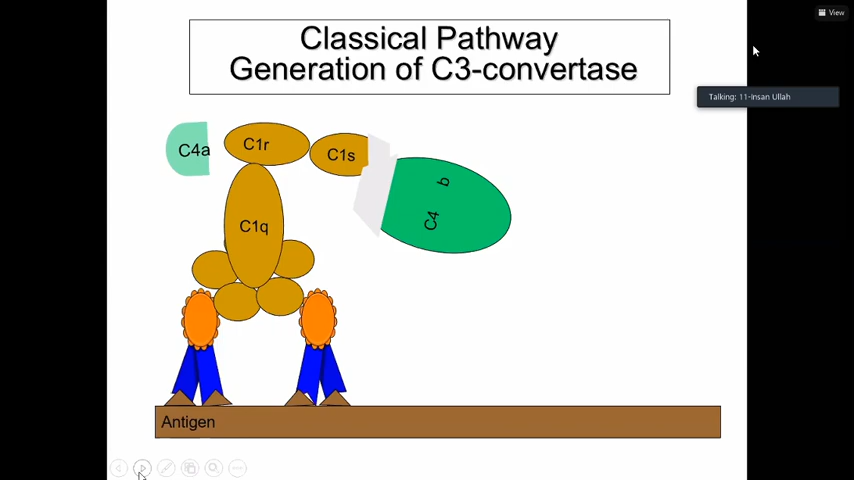 View
Classical Pathway
Generation of C3-convertase
Talking: 11-Insan Ullah
C4a
C1r
C1s
C4 b
C1q
Antigen